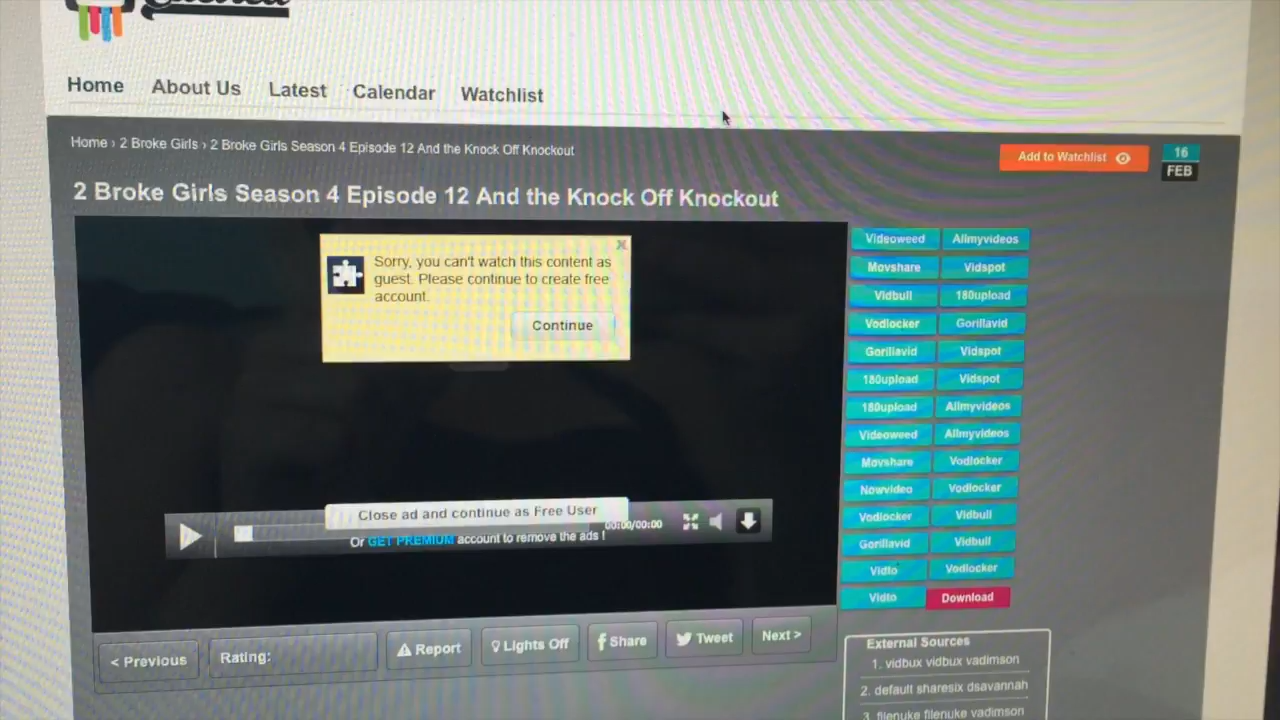 Home About Us Latest Calendar Watchlist
Home › 2 Broke Girls › 2 Broke Girls Season 4 Episode 12 And the Knock Off Knockout
Add to Watchlist
16
FEB
2 Broke Girls Season 4 Episode 12 And the Knock Off Knockout
x
Sorry, you can't watch this content as
guest. Please continue to create free
account.
Continue
Close ad and continue as Free User
00:00/00:00
Or GET PREMIUM account to remove the ads !
Videoweed Allmyvideos
Movshare Vidspot
Vidbull 180upload
Vodlocker Gorillavid
Gorillavid Vidspot
180upload Vidspot
180upload Allmyvideos
Videoweed Allmyvideos
Movshare Vodlocker
Nowvideo Vodlocker
Vodlocker Vidbull
Gorillavid Vidbull
Vidto Vodlocker
Vidto Download
< Previous Rating: Report Lights Off Share Tweet Next >
External Sources
1. vidbux vidbux vadimson
2. default sharesix dsavannah
3. filenuke filenuke vadimson